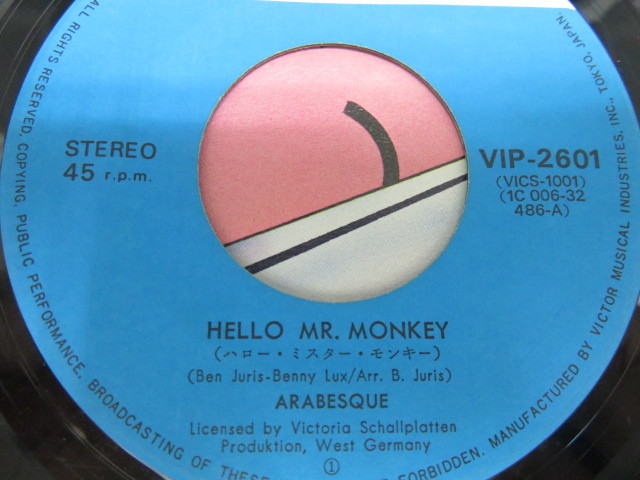 STEREO
45 r.p.m.
VIP-2601
(VICS-1001)
(1C 006-32
486-A)
HELLO MR. MONKEY
(ハロー・ミスター・モンキー)
(Ben Juris-Benny Lux/Arr. B. Juris)
ARABESQUE
Licensed by Victoria Schallplatten
Produktion, West Germany
①
ALL RIGHTS RESERVED. COPYING, PUBLIC PERFORMANCE, BROADCASTING OF THESE FORBIDDEN. MANUFACTURED BY VICTOR MUSICAL INDUSTRIES, INC., TOKYO, JAPAN.